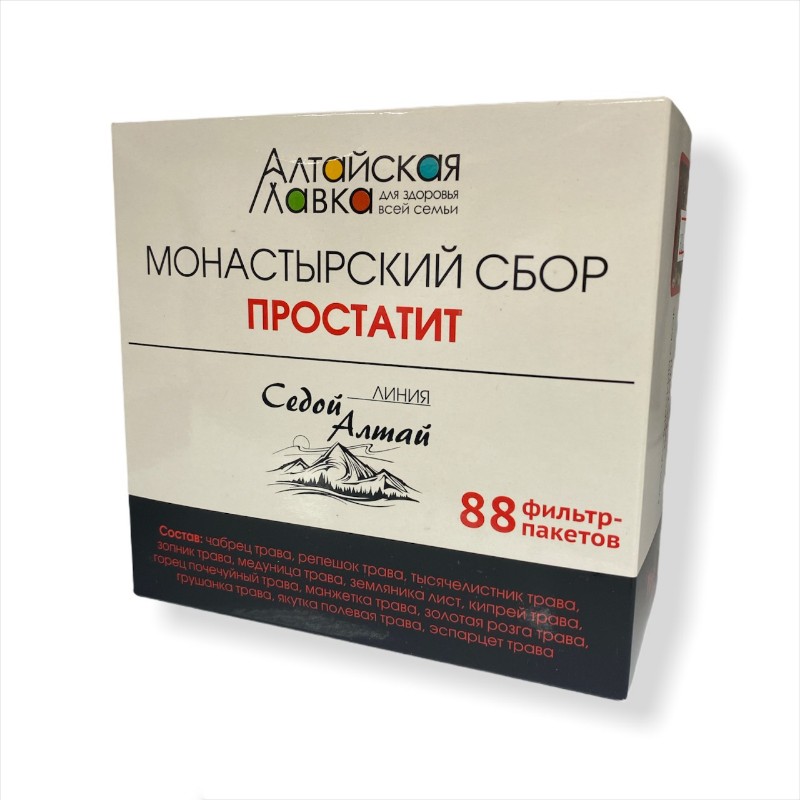 Алтайская
Лавка для здоровья
всей семьи
МОНАСТЫРСКИЙ СБОР
ПРОСТАТИТ
ЛИНИЯ
Седой
Алтай
88 фильтр-
пакетов
Состав: чабрец трава, репешок трава, тысячелистник трава,
зопник трава, медуница трава, земляника лист, кипрей трава,
горец почечуйный трава, манжетка трава, золотая розга трава,
грушанка трава, якутка полевая трава, эспарцет трава